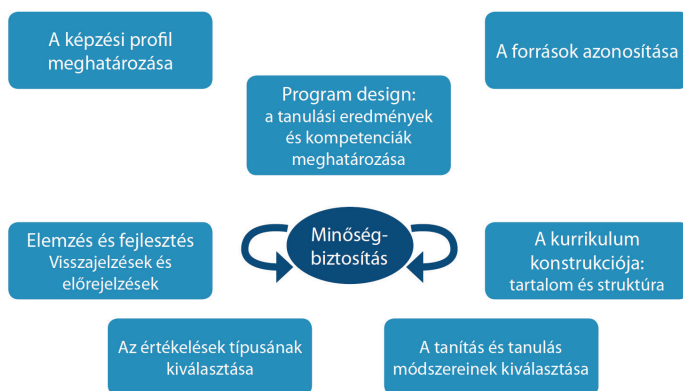 A képzési profil
meghatározása
A források azonosítása
Program design:
a tanulási eredmények
és kompetenciák
meghatározása
Elemzés és fejlesztés
Visszajelzések és
előrejelzések
Minőség-
biztosítás
A kurrikulum
konstrukciója:
tartalom és struktúra
Az értékelések típusának
kiválasztása
A tanítás és tanulás
módszereinek kiválasztása